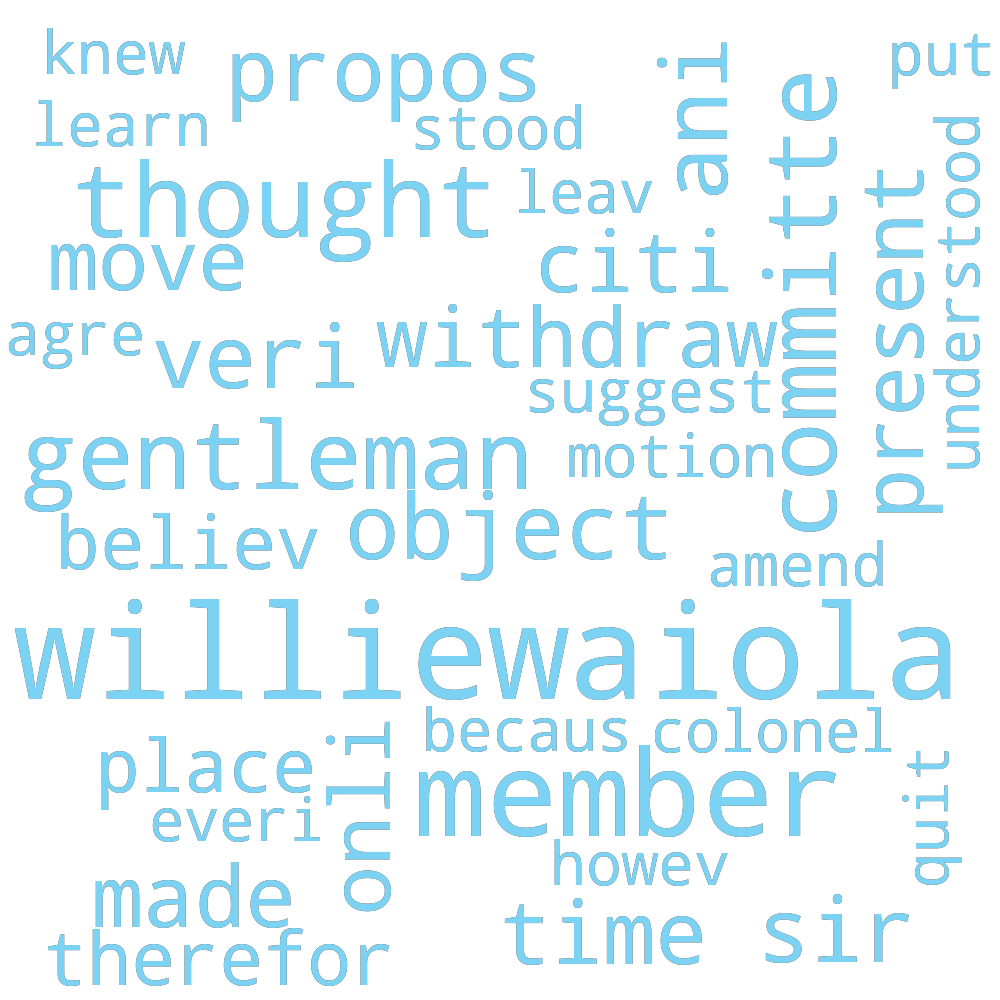 knew
propos
put
learn
stood
ani
committe
understood
thought
leav
present
move
citi
agre
veri
withdraw
suggest
gentleman
motion
believ
object
amend
williewaiola
becaus
colonel
place
onli
member
quit
everi
howev
made
time
sir
therefor